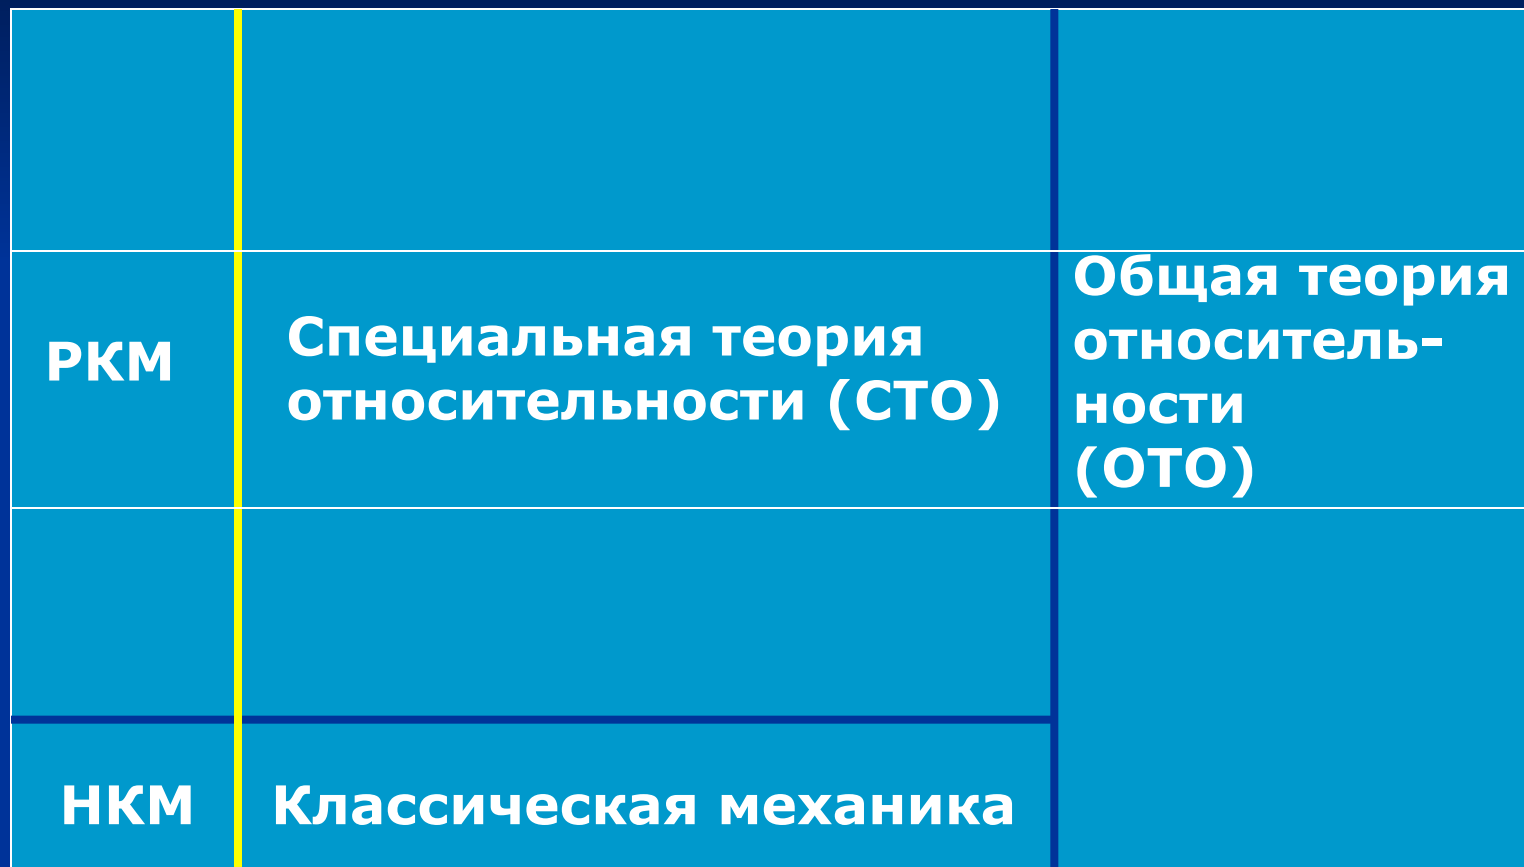 РКМ
Специальная теория
относительности (СТО)
Общая теория
относитель-
ности
(ОТО)
НКМ
Классическая механика